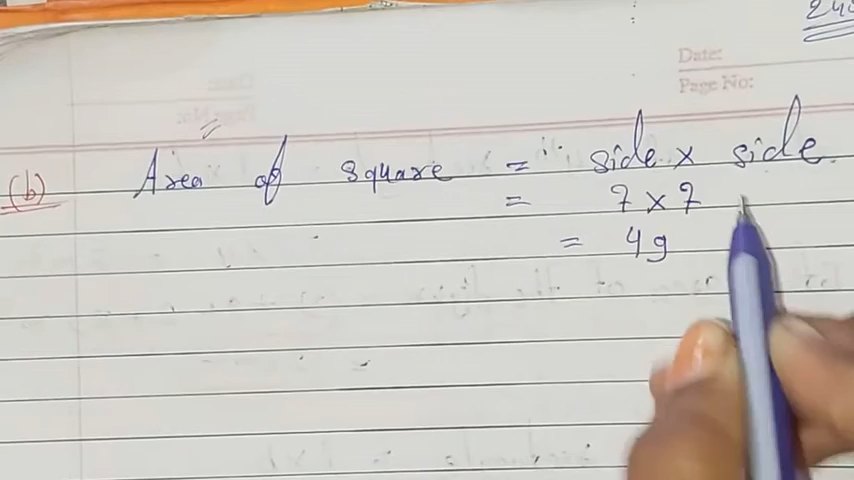 Date:
Page No:
(b) Area of square = side x side
= 7 x 7
= 49